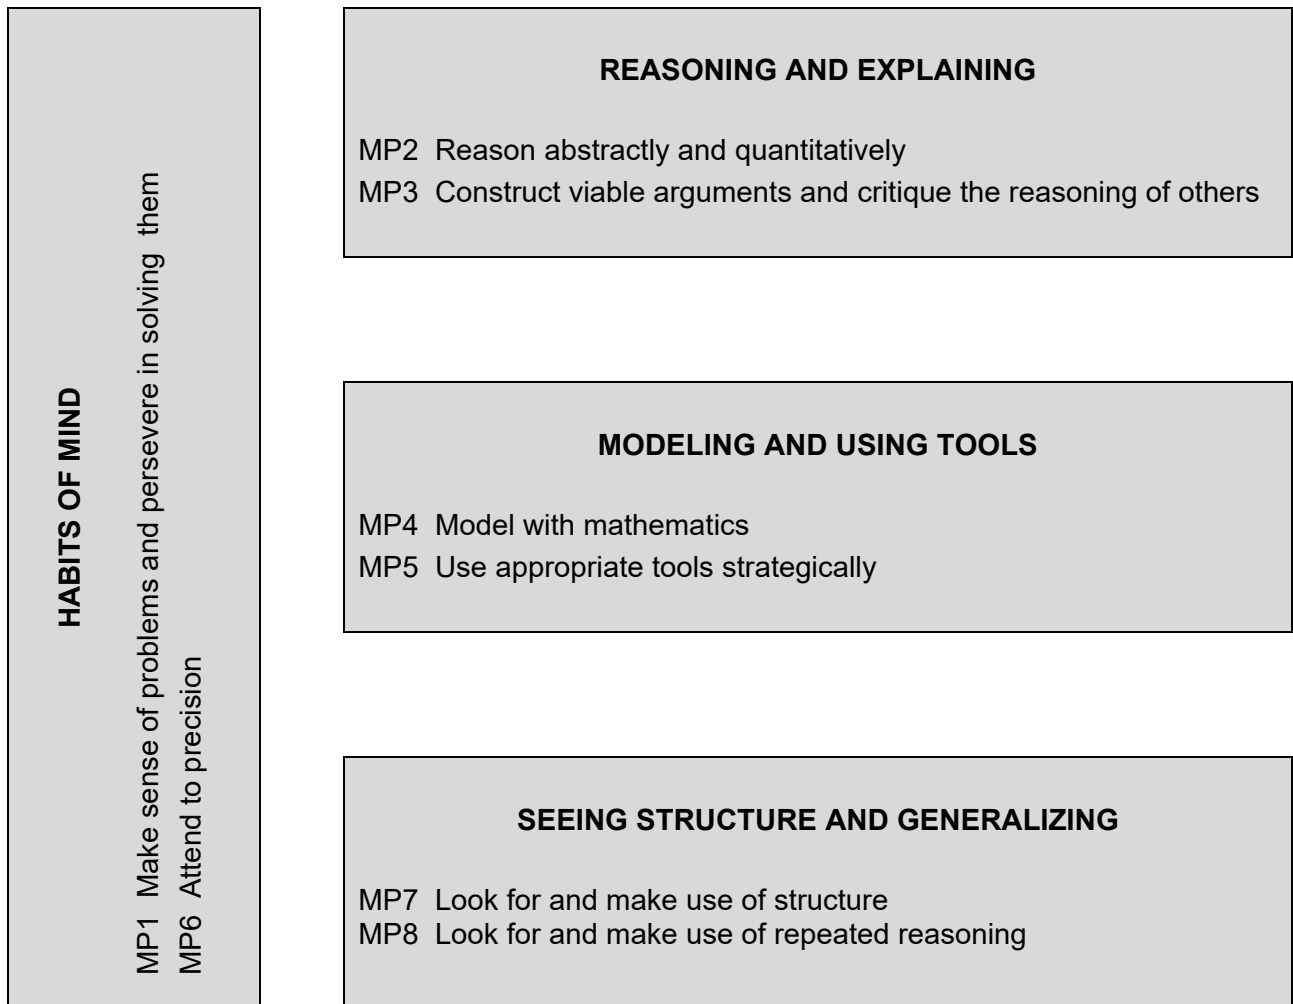 HABITS OF MIND
MP1 Make sense of problems and persevere in solving them
MP6 Attend to precision
REASONING AND EXPLAINING
MP2 Reason abstractly and quantitatively
MP3 Construct viable arguments and critique the reasoning of others
MODELING AND USING TOOLS
MP4 Model with mathematics
MP5 Use appropriate tools strategically
SEEING STRUCTURE AND GENERALIZING
MP7 Look for and make use of structure
MP8 Look for and make use of repeated reasoning